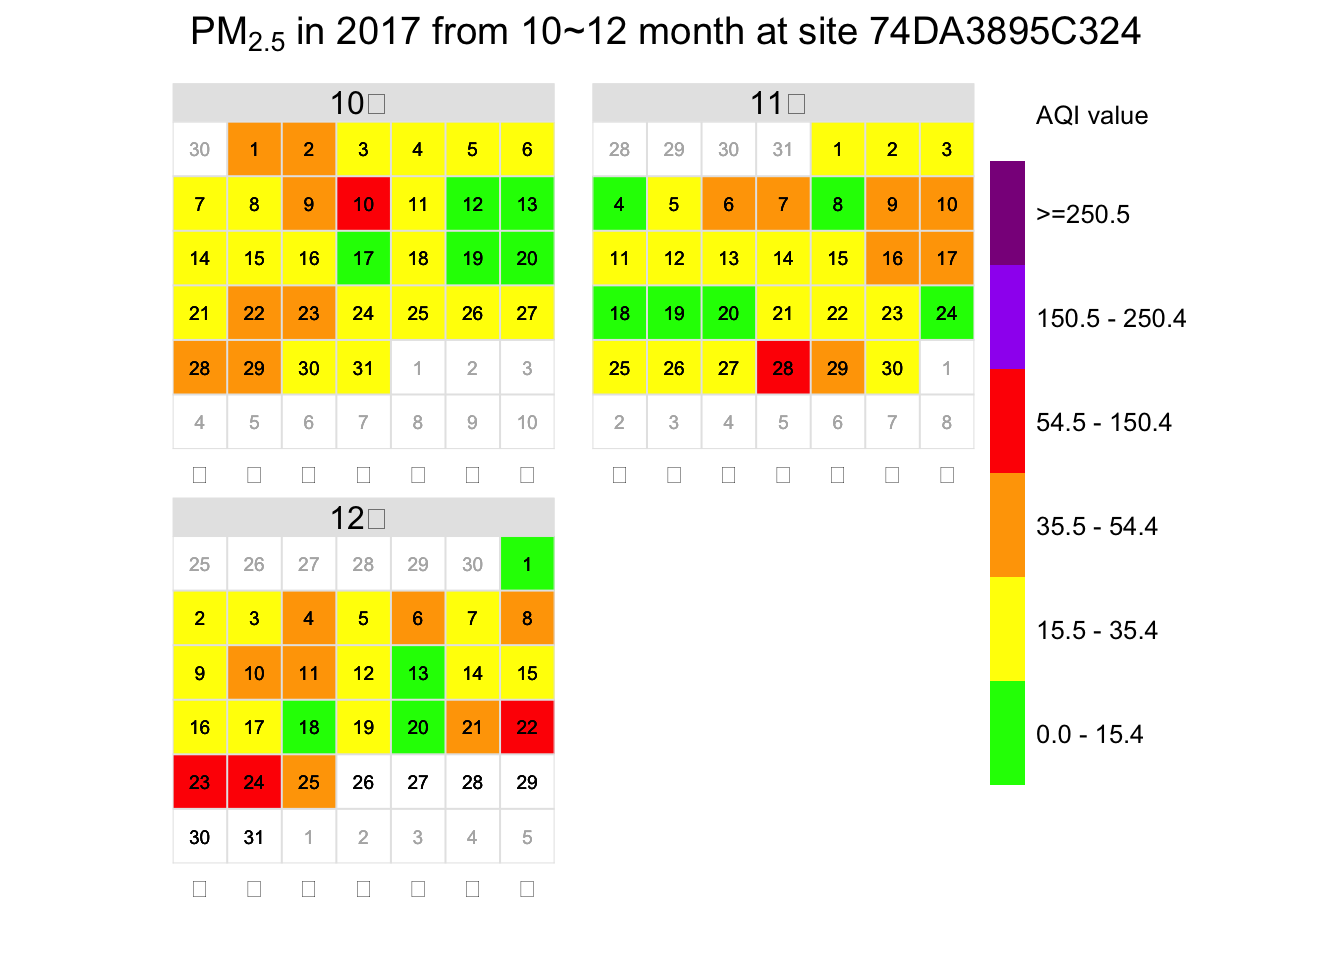 PM2.5 in 2017 from 10~12 month at site 74DA3895C324
10□
30 1 2 3 4 5 6
7 8 9 10 11 12 13
14 15 16 17 18 19 20
21 22 23 24 25 26 27
28 29 30 31 1 2 3
4 5 6 7 8 9 10
□ □ □ □ □ □ □
11□
28 29 30 31 1 2 3
4 5 6 7 8 9 10
11 12 13 14 15 16 17
18 19 20 21 22 23 24
25 26 27 28 29 30 1
2 3 4 5 6 7 8
□ □ □ □ □ □ □
12□
25 26 27 28 29 30 1
2 3 4 5 6 7 8
9 10 11 12 13 14 15
16 17 18 19 20 21 22
23 24 25 26 27 28 29
30 31 1 2 3 4 5
□ □ □ □ □ □ □
AQI value
>=250.5
150.5 - 250.4
54.5 - 150.4
35.5 - 54.4
15.5 - 35.4
0.0 - 15.4